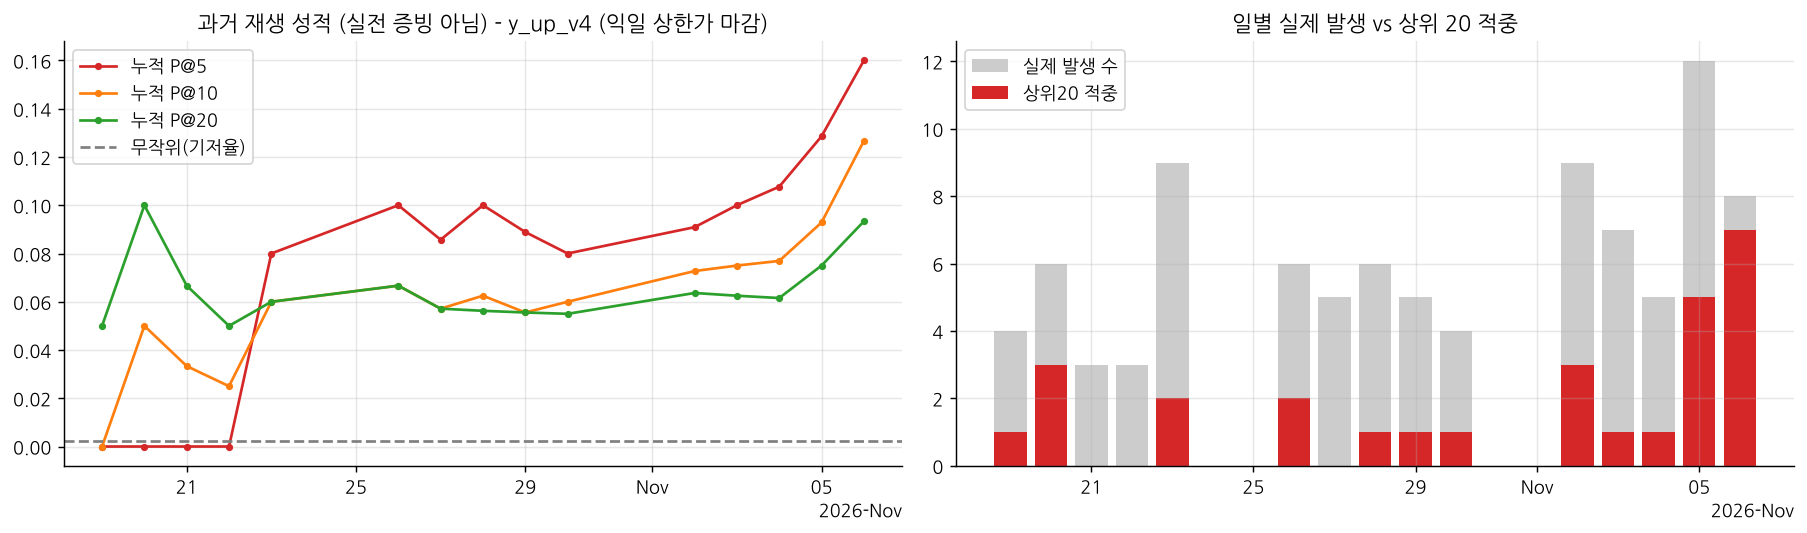 과거 재생 성적 (실전 증빙 아님) - y_up_v4 (익일 상한가 마감)
누적 P@5
누적 P@10
누적 P@20
무작위(기저율)
0.16
0.14
0.12
0.10
0.08
0.06
0.04
0.02
0.00
21
25
29
Nov
05
2026-Nov
일별 실제 발생 vs 상위 20 적중
실제 발생 수
상위20 적중
12
10
8
6
4
2
0
21
25
29
Nov
05
2026-Nov